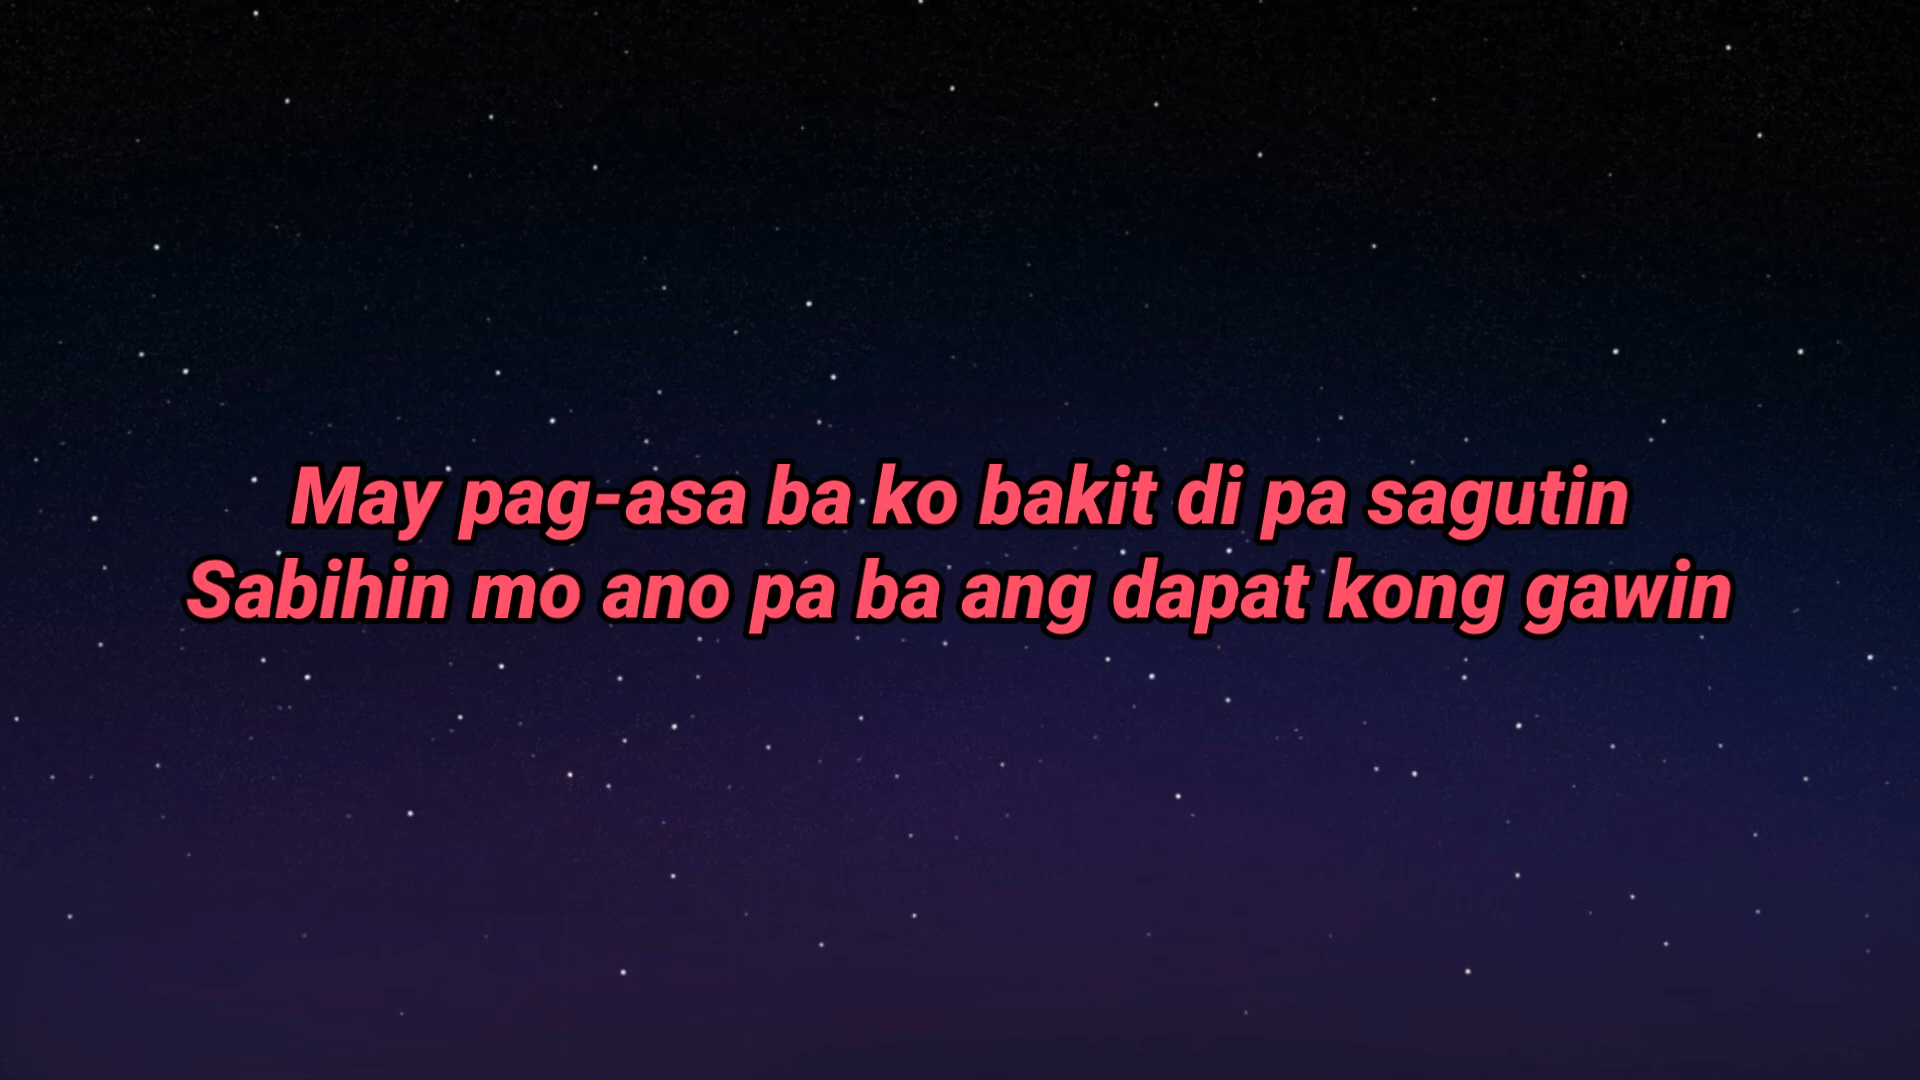 May pag-asa ba ko bakit di pa sagutin
Sabihin mo ano pa ba ang dapat kong gawin